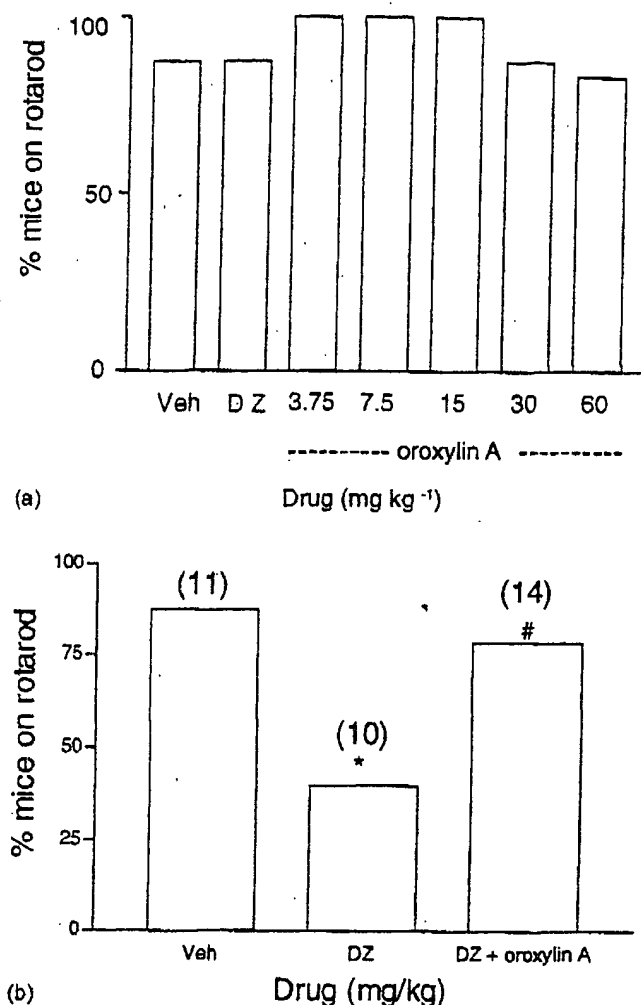 100
50
0
% mice on rotarod
Veh D Z 3.75 7.5 15 30 60
---------- oroxylin A ----------
(a) Drug (mg kg -1)
100
75
50
25
0
% mice on rotarod
(11)
(10)
*
(14)
#
Veh DZ DZ + oroxylin A
(b) Drug (mg/kg)